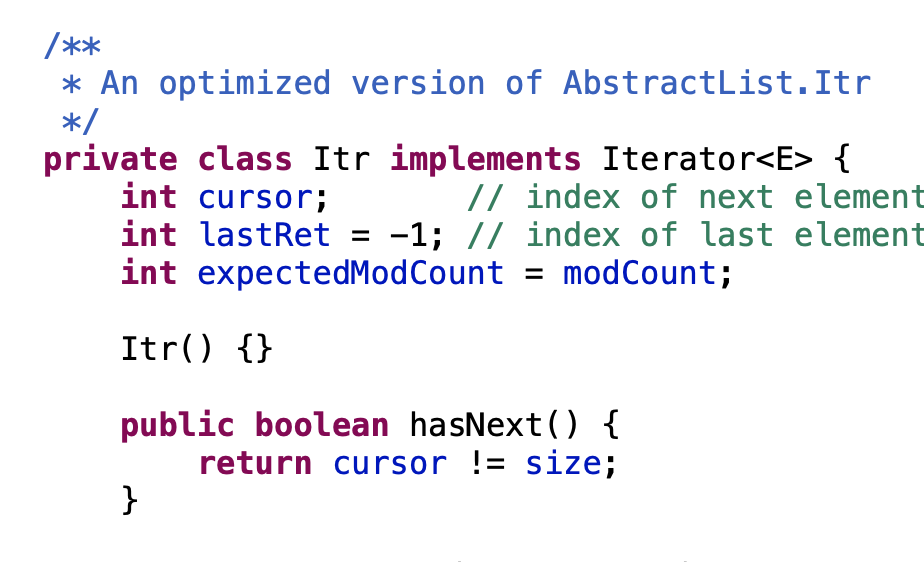 /**
 * An optimized version of AbstractList.Itr
 */
private class Itr implements Iterator<E> {
    int cursor;       // index of next element
    int lastRet = -1; // index of last element
    int expectedModCount = modCount;

    Itr() {}

    public boolean hasNext() {
        return cursor != size;
    }